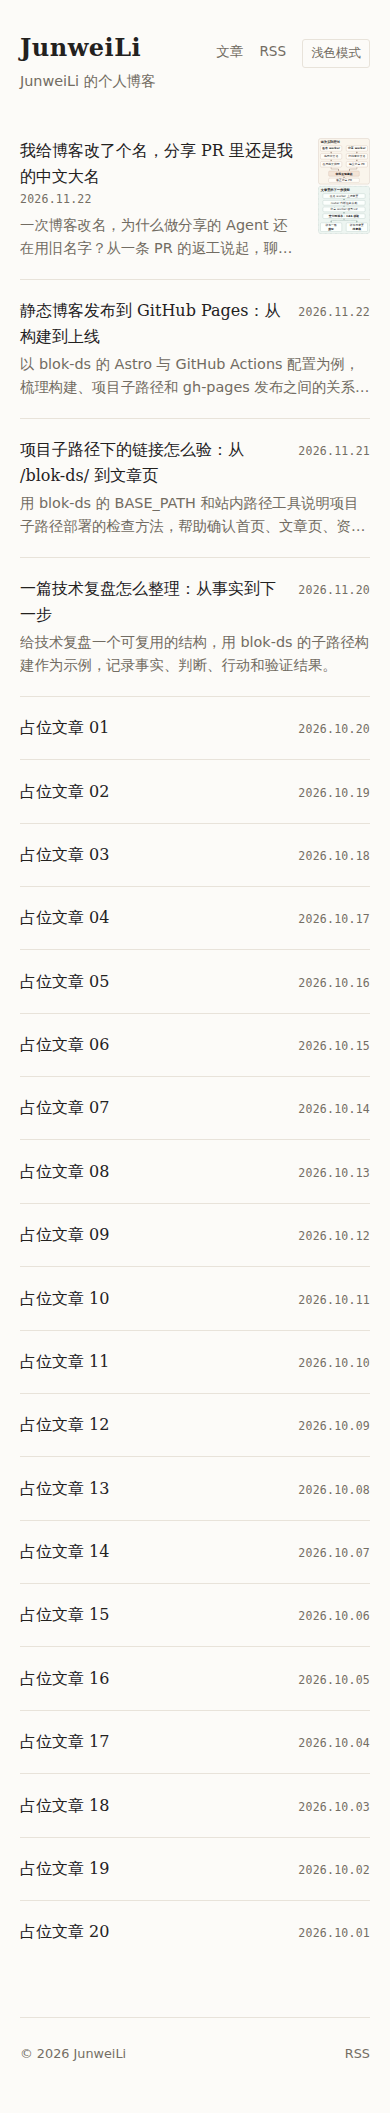 JunweiLi
文章 RSS 浅色模式
JunweiLi 的个人博客
我给博客改了个名，分享 PR 里还是我
的中文大名
2026.11.22
一次博客改名，为什么做分享的 Agent 还
在用旧名字？从一条 PR 的返工说起，聊…
静态博客发布到 GitHub Pages：从 2026.11.22
构建到上线
以 blok-ds 的 Astro 与 GitHub Actions 配置为例，
梳理构建、项目子路径和 gh-pages 发布之间的关系…
项目子路径下的链接怎么验：从 2026.11.21
/blok-ds/ 到文章页
用 blok-ds 的 BASE_PATH 和站内路径工具说明项目
子路径部署的检查方法，帮助确认首页、文章页、资…
一篇技术复盘怎么整理：从事实到下 2026.11.20
一步
给技术复盘一个可复用的结构，用 blok-ds 的子路径构
建作为示例，记录事实、判断、行动和验证结果。
占位文章 01 2026.10.20
占位文章 02 2026.10.19
占位文章 03 2026.10.18
占位文章 04 2026.10.17
占位文章 05 2026.10.16
占位文章 06 2026.10.15
占位文章 07 2026.10.14
占位文章 08 2026.10.13
占位文章 09 2026.10.12
占位文章 10 2026.10.11
占位文章 11 2026.10.10
占位文章 12 2026.10.09
占位文章 13 2026.10.08
占位文章 14 2026.10.07
占位文章 15 2026.10.06
占位文章 16 2026.10.05
占位文章 17 2026.10.04
占位文章 18 2026.10.03
占位文章 19 2026.10.02
占位文章 20 2026.10.01
© 2026 JunweiLi RSS